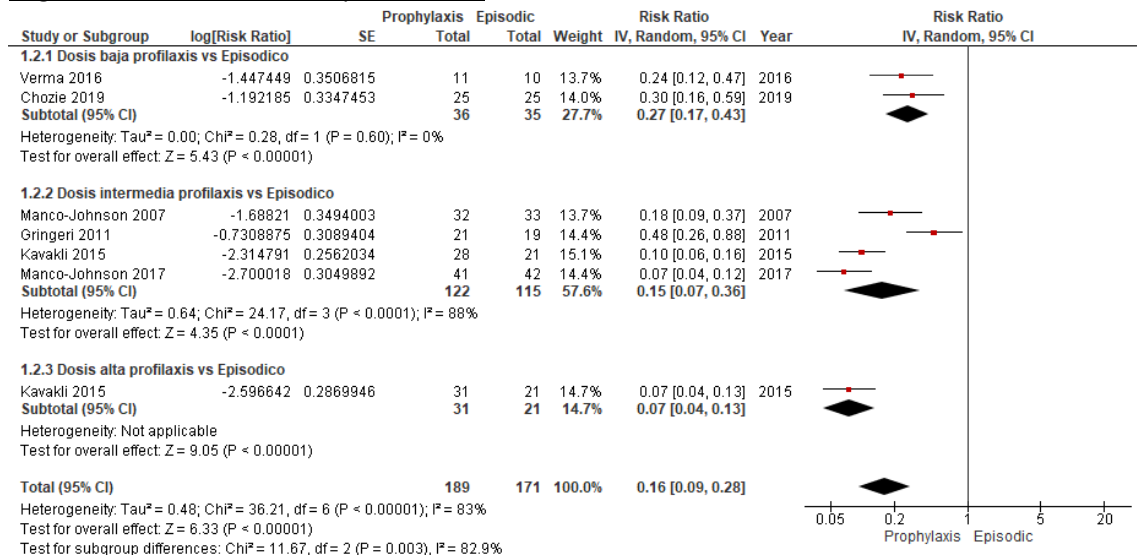 Prophylaxis Episodic Risk Ratio Risk Ratio
Study or Subgroup log[Risk Ratio] SE Total Total Weight IV, Random, 95% CI Year IV, Random, 95% CI
1.2.1 Dosis baja profilaxis vs Episodico
Verma 2016 -1.447449 0.3506815 11 10 13.7% 0.24 [0.12, 0.47] 2016
Chozie 2019 -1.192185 0.3347453 25 25 14.0% 0.30 [0.16, 0.59] 2019
Subtotal (95% CI) 36 35 27.7% 0.27 [0.17, 0.43]
Heterogeneity: Tau² = 0.00; Chi² = 0.28, df = 1 (P = 0.60); I² = 0%
Test for overall effect: Z = 5.43 (P < 0.00001)
1.2.2 Dosis intermedia profilaxis vs Episodico
Manco-Johnson 2007 -1.68821 0.3494003 32 33 13.7% 0.18 [0.09, 0.37] 2007
Gringeri 2011 -0.7308875 0.3089404 21 19 14.4% 0.48 [0.26, 0.88] 2011
Kavakli 2015 -2.314791 0.2562034 28 21 15.1% 0.10 [0.06, 0.16] 2015
Manco-Johnson 2017 -2.700018 0.3049892 41 42 14.4% 0.07 [0.04, 0.12] 2017
Subtotal (95% CI) 122 115 57.6% 0.15 [0.07, 0.36]
Heterogeneity: Tau² = 0.64; Chi² = 24.17, df = 3 (P < 0.0001); I² = 88%
Test for overall effect: Z = 4.35 (P < 0.0001)
1.2.3 Dosis alta profilaxis vs Episodico
Kavakli 2015 -2.596642 0.2869946 31 21 14.7% 0.07 [0.04, 0.13] 2015
Subtotal (95% CI) 31 21 14.7% 0.07 [0.04, 0.13]
Heterogeneity: Not applicable
Test for overall effect: Z = 9.05 (P < 0.00001)
Total (95% CI) 189 171 100.0% 0.16 [0.09, 0.28]
Heterogeneity: Tau² = 0.48; Chi² = 36.21, df = 6 (P < 0.00001); I² = 83%
Test for overall effect: Z = 6.33 (P < 0.00001)
Test for subgroup differences: Chi² = 11.67, df = 2 (P = 0.003), I² = 82.9%
0.05 0.2 1 5 20
Prophylaxis Episodic